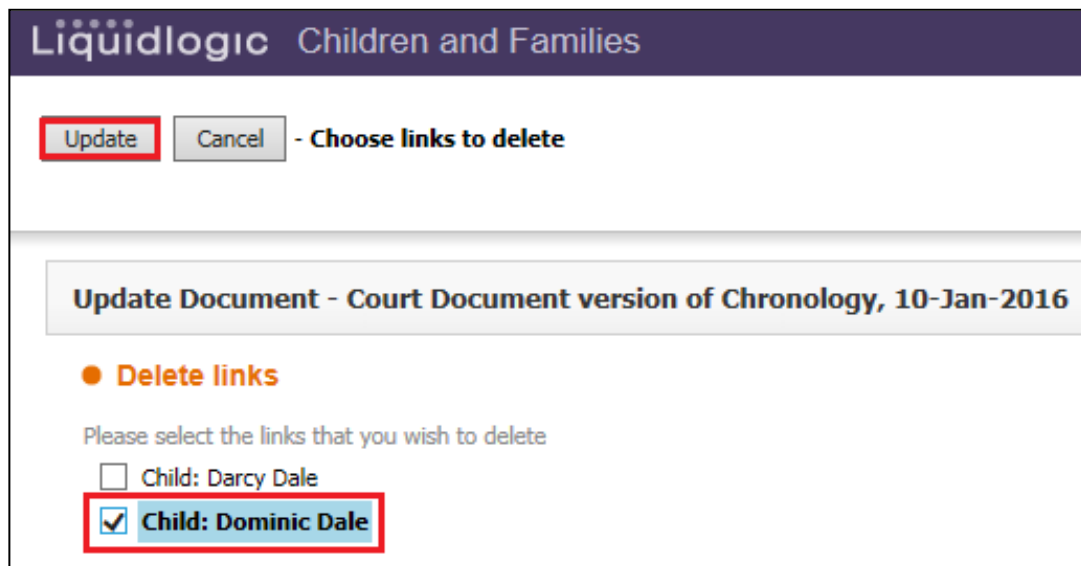 Liquidlogic Children and Families
Update Cancel - Choose links to delete
Update Document - Court Document version of Chronology, 10-Jan-2016
Delete links
Please select the links that you wish to delete
Child: Darcy Dale
Child: Dominic Dale